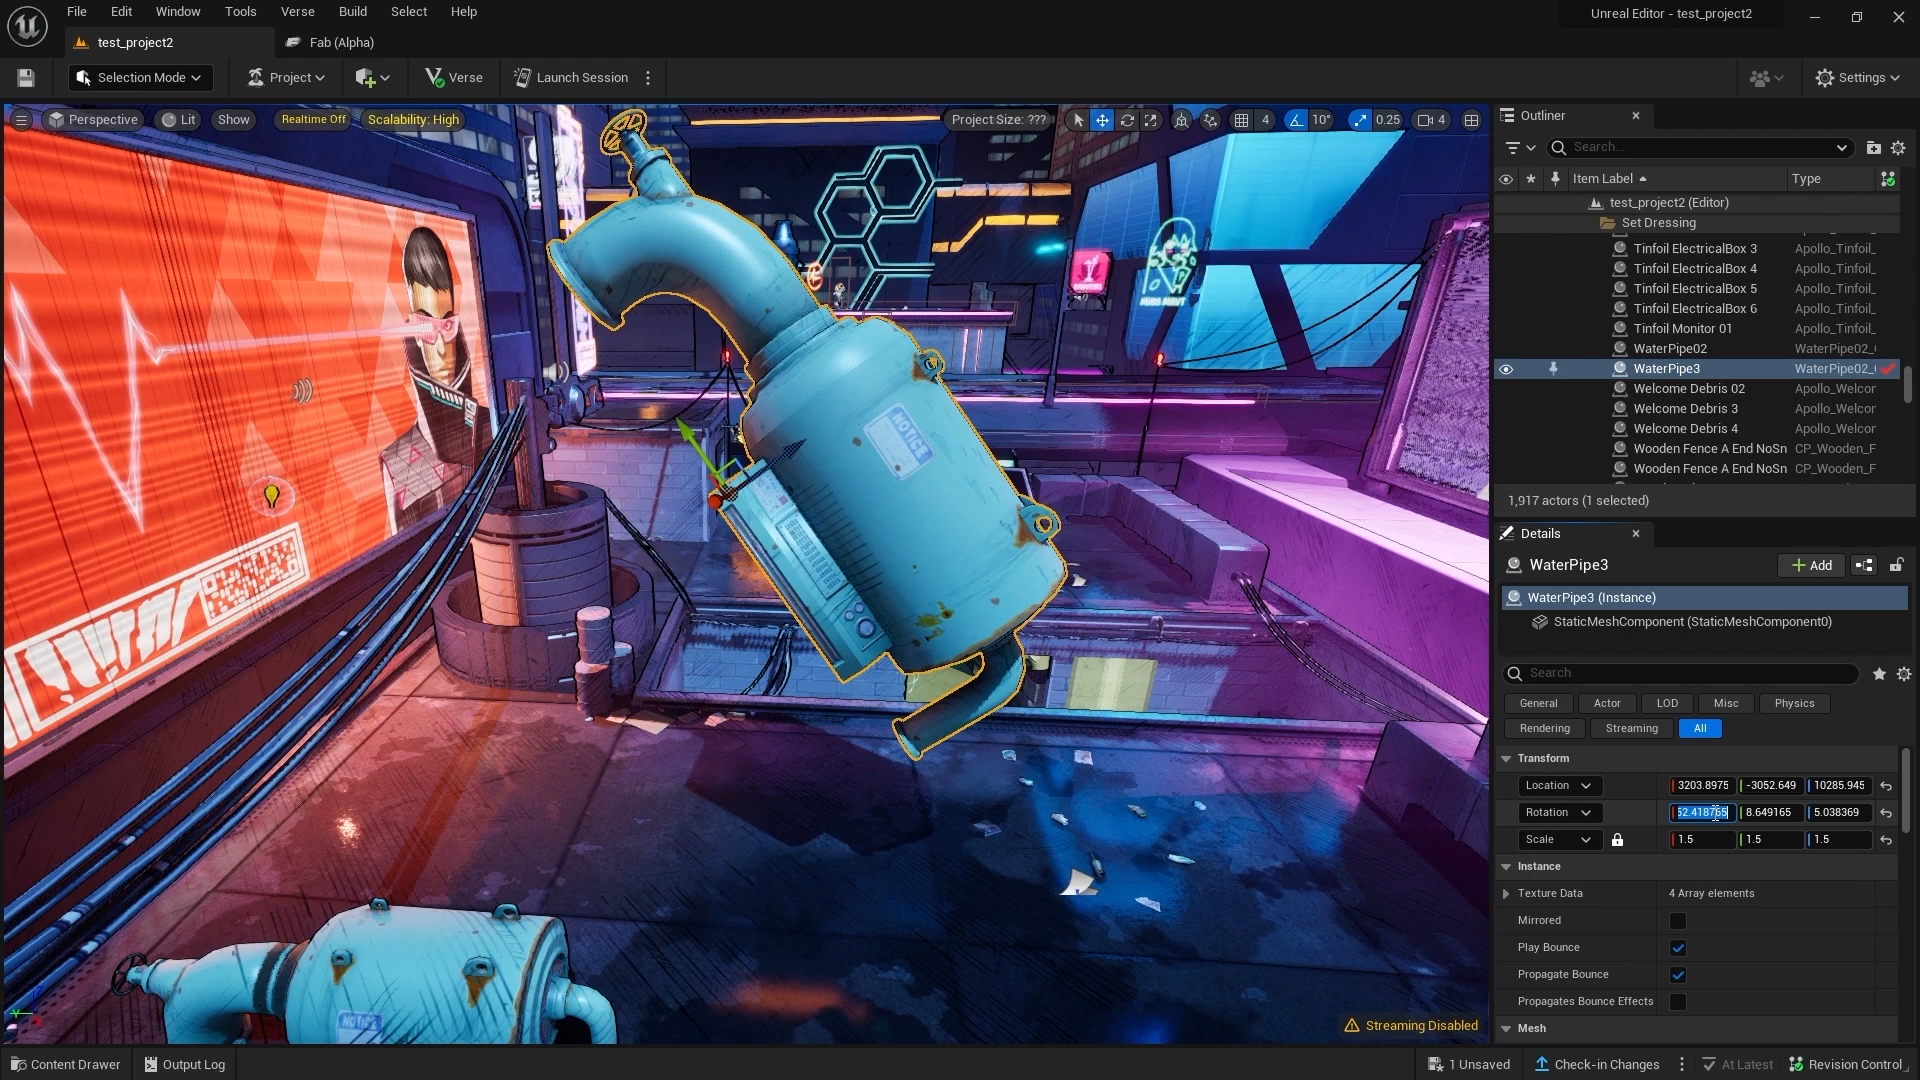 File Edit Window Tools Verse Build Select Help
Unreal Editor - test_project2
test_project2
Fab (Alpha)
Selection Mode
Project
Verse
Launch Session
Settings
Perspective
Lit
Show
Realtime Off
Scalability: High
Project Size: ???
4
10°
0.25
4
NOTICE
NOTICE
Streaming Disabled
Outliner
Search...
Item Label
Type
test_project2 (Editor)
Set Dressing
Tinfoil ElectricalBox 3 Apollo_Tinfoil_
Tinfoil ElectricalBox 4 Apollo_Tinfoil_
Tinfoil ElectricalBox 5 Apollo_Tinfoil_
Tinfoil ElectricalBox 6 Apollo_Tinfoil_
Tinfoil Monitor 01 Apollo_Tinfoil_
WaterPipe02 WaterPipe02_
WaterPipe3 WaterPipe02_
Welcome Debris 02 Apollo_Welcor
Welcome Debris 3 Apollo_Welcor
Welcome Debris 4 Apollo_Welcor
Wooden Fence A End NoSn CP_Wooden_F
Wooden Fence A End NoSn CP_Wooden_F
1,917 actors (1 selected)
Details
WaterPipe3
Add
WaterPipe3 (Instance)
StaticMeshComponent (StaticMeshComponent0)
Search
General Actor LOD Misc Physics
Rendering Streaming All
Transform
Location 3203.8975 -3052.649 10285.945
Rotation 52.418765 8.649165 5.038369
Scale 1.5 1.5 1.5
Instance
Texture Data 4 Array elements
Mirrored
Play Bounce
Propagate Bounce
Propagates Bounce Effects
Mesh
Content Drawer
Output Log
1 Unsaved
Check-in Changes
At Latest
Revision Control